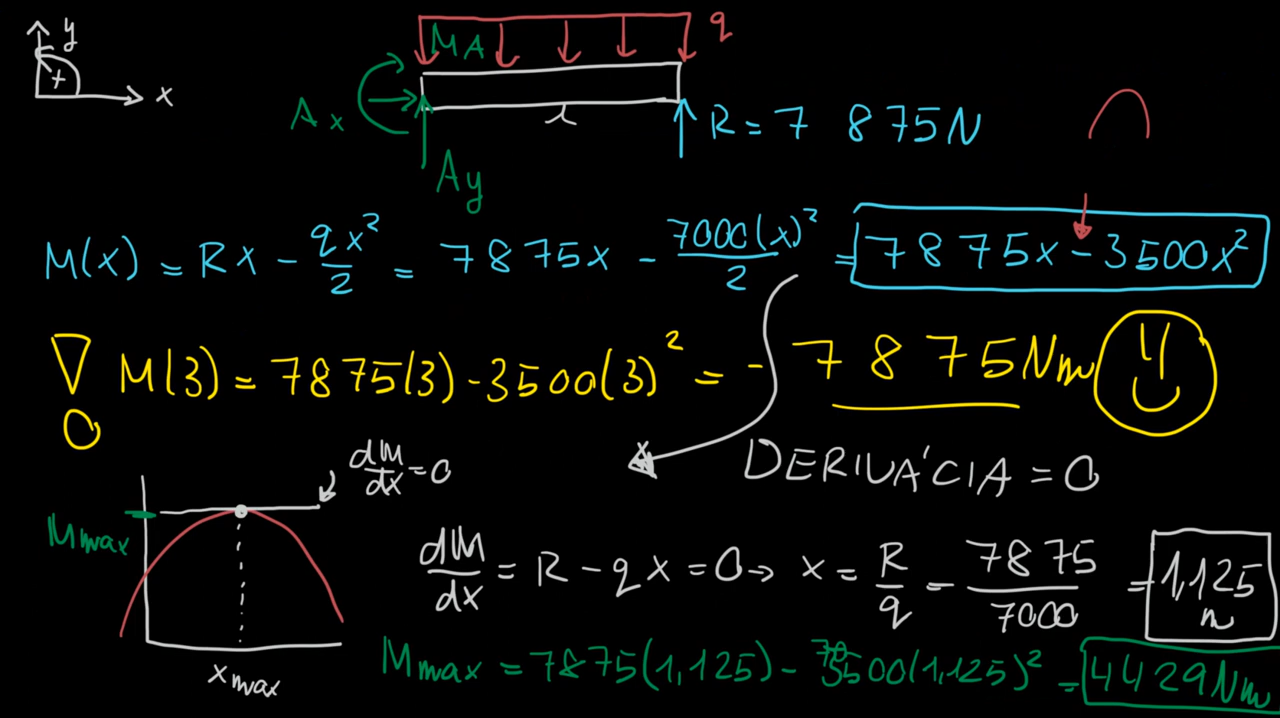 y
+
x
MA
q
Ax
l
R = 7 875N
Ay
M(x) = Rx - qx²/2 = 7875x - 7000(x)²/2 = 7875x - 3500x²
! M(3) = 7875(3) - 3500(3)² = - 7875Nm
DERIVÁCIA = 0
dM/dx = 0
Mmax
dM/dx = R - qx = 0 → x = R/q = 7875/7000 = 1,125 m
xmax
Mmax = 7875(1,125) - 3500(1,125)² = 4429Nm